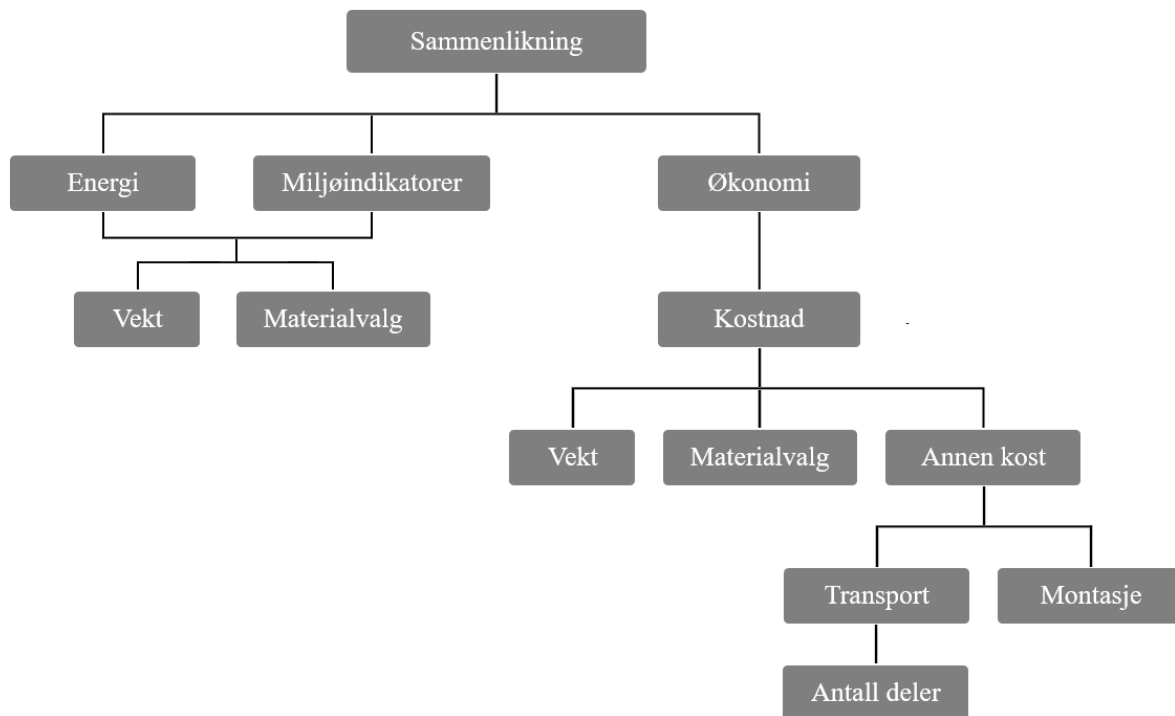 Sammenlikning
Energi
Miljøindikatorer
Økonomi
Vekt
Materialvalg
Kostnad
Vekt
Materialvalg
Annen kost
Transport
Montasje
Antall deler